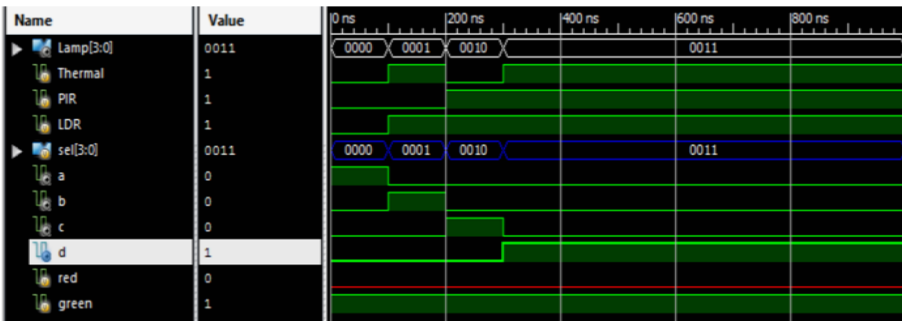 Name Value 0 ns 200 ns 400 ns 600 ns 800 ns
Lamp[3:0] 0011 0000 0001 0010 0011
Thermal 1
PIR 1
LDR 1
sel[3:0] 0011 0000 0001 0010 0011
a 0
b 0
c 0
d 1
red 0
green 1